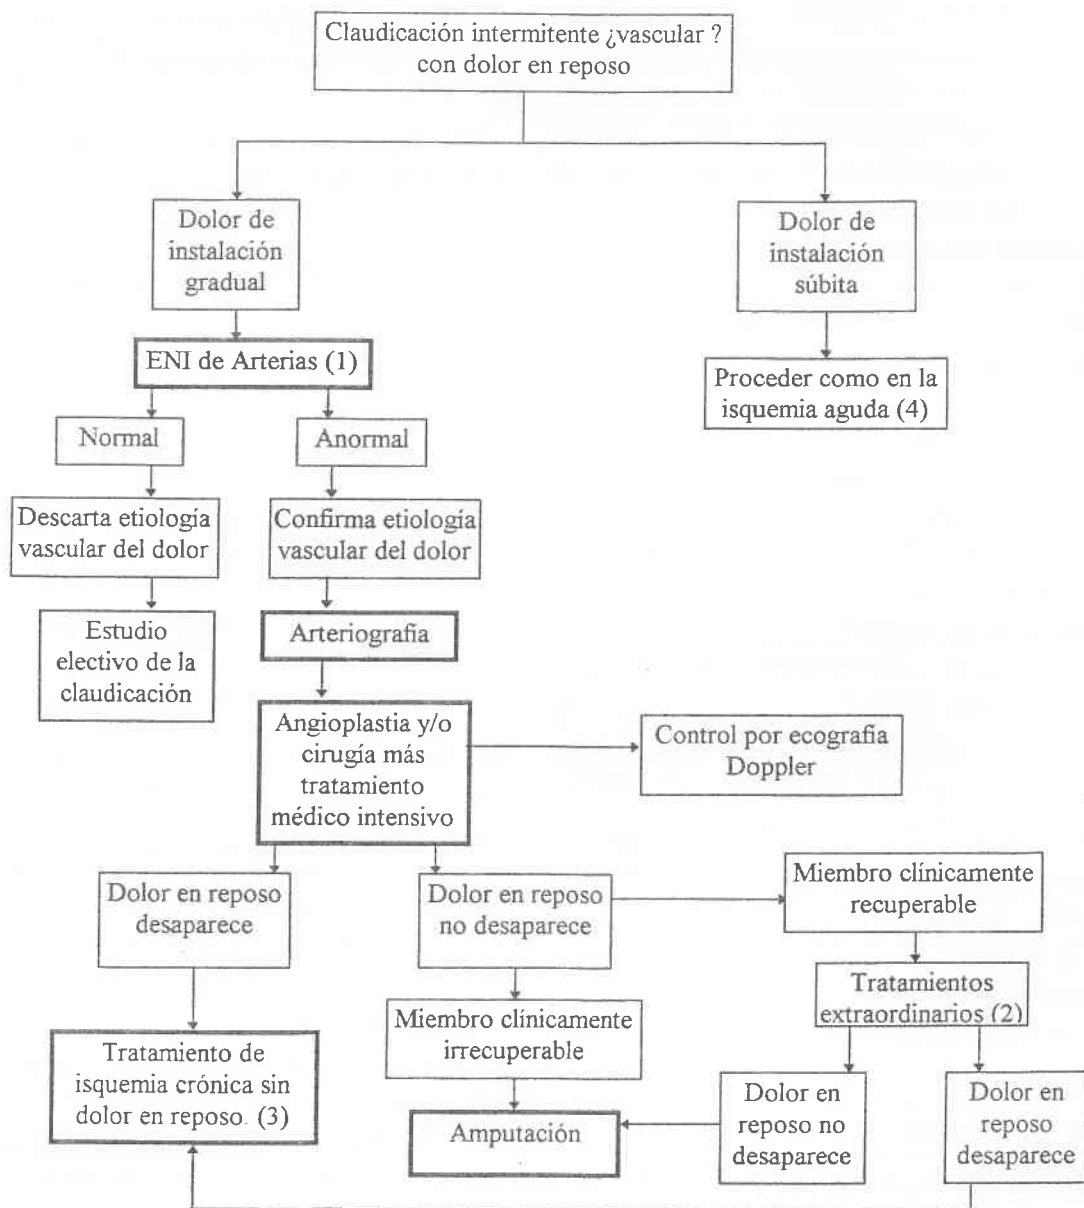 Claudicación intermitente ¿vascular ?
con dolor en reposo
Dolor de
instalación
gradual
Dolor de
instalación
súbita
ENI de Arterias (1)
Proceder como en la
isquemia aguda (4)
Normal
Anormal
Descarta etiología
vascular del dolor
Confirma etiología
vascular del dolor
Estudio
electivo de la
claudicación
Arteriografia
Angioplastia y/o
cirugía más
tratamiento
médico intensivo
Control por ecografia
Doppler
Dolor en reposo
desaparece
Dolor en reposo
no desaparece
Miembro clínicamente
recuperable
Tratamientos
extraordinarios (2)
Miembro clínicamente
irrecuperable
Tratamiento de
isquemia crónica sin
dolor en reposo. (3)
Dolor en
reposo no
desaparece
Dolor en
reposo
desaparece
Amputación